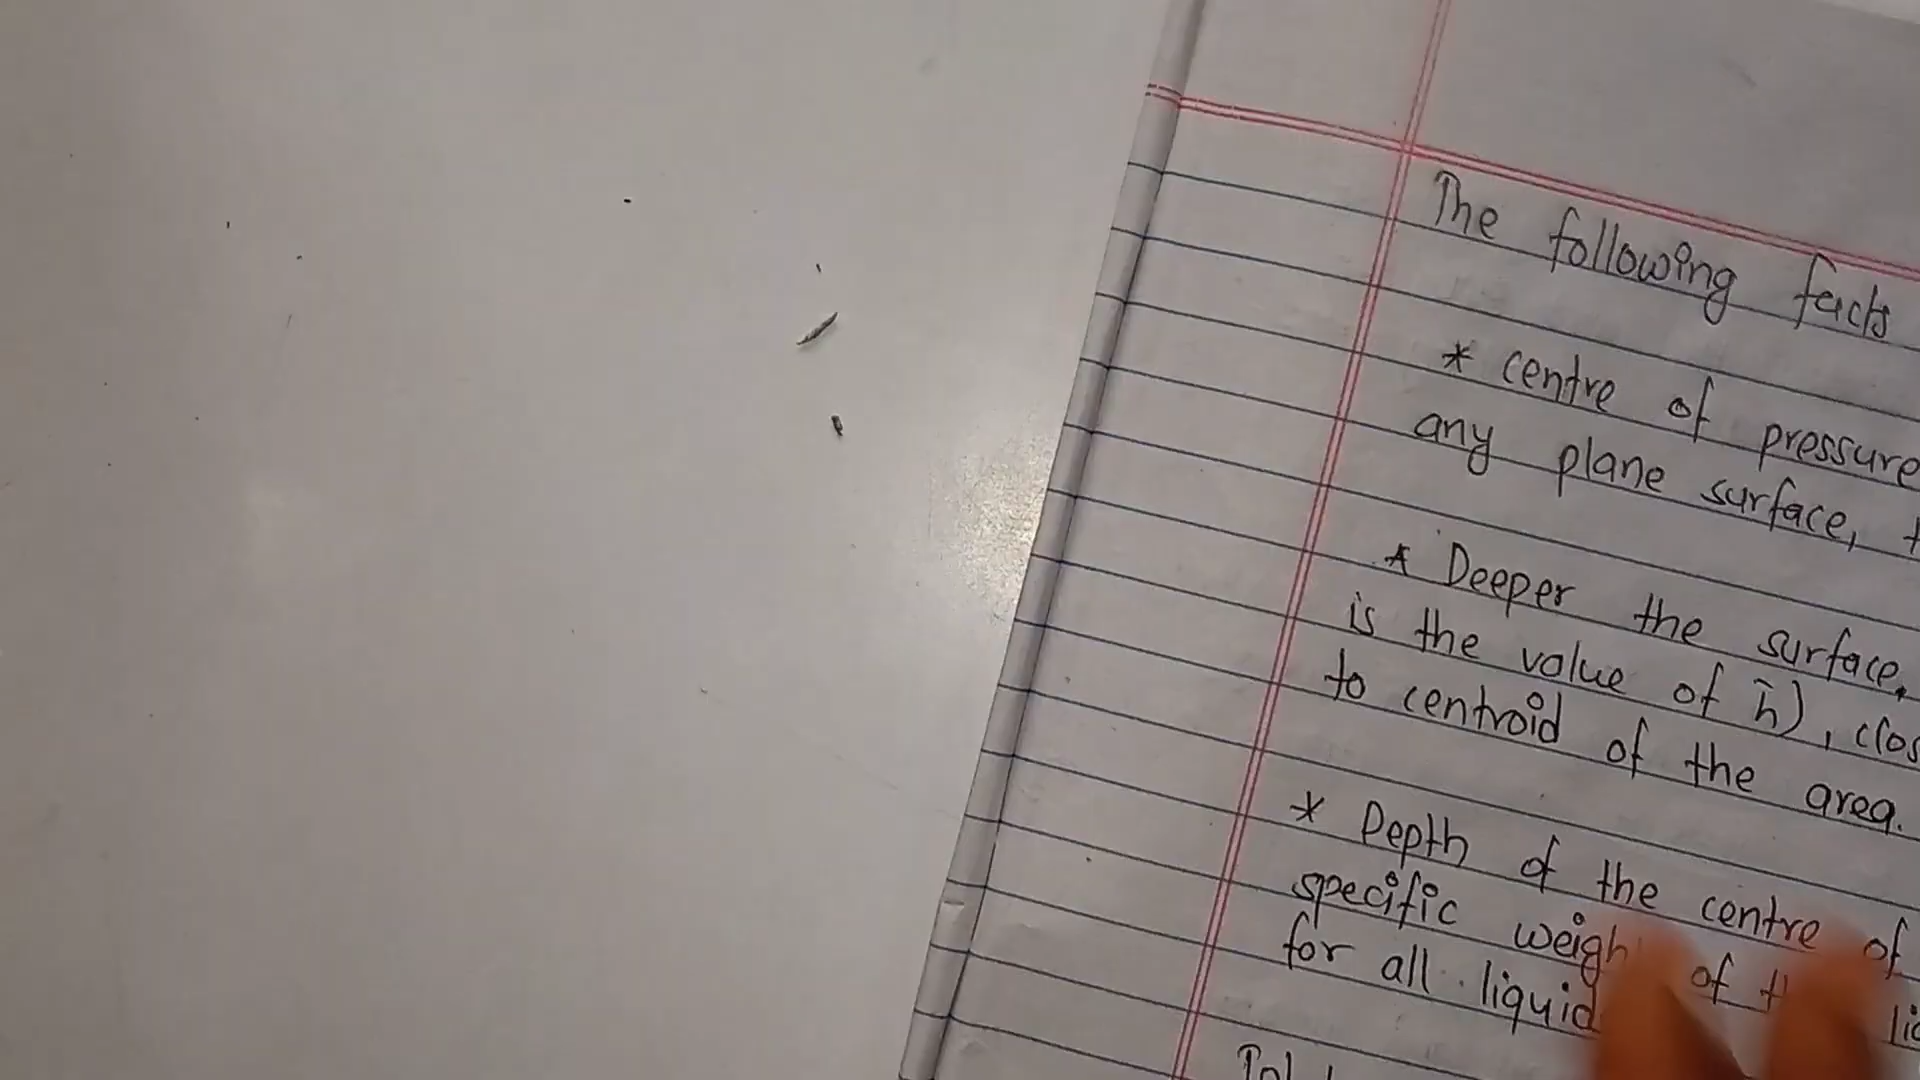 The following facts
* centre of pressure
any plane surface,
* Deeper the surface,
is the value of h̄), clos
to centroid of the area.
* Depth of the centre of
specific weigh of
for all liquid